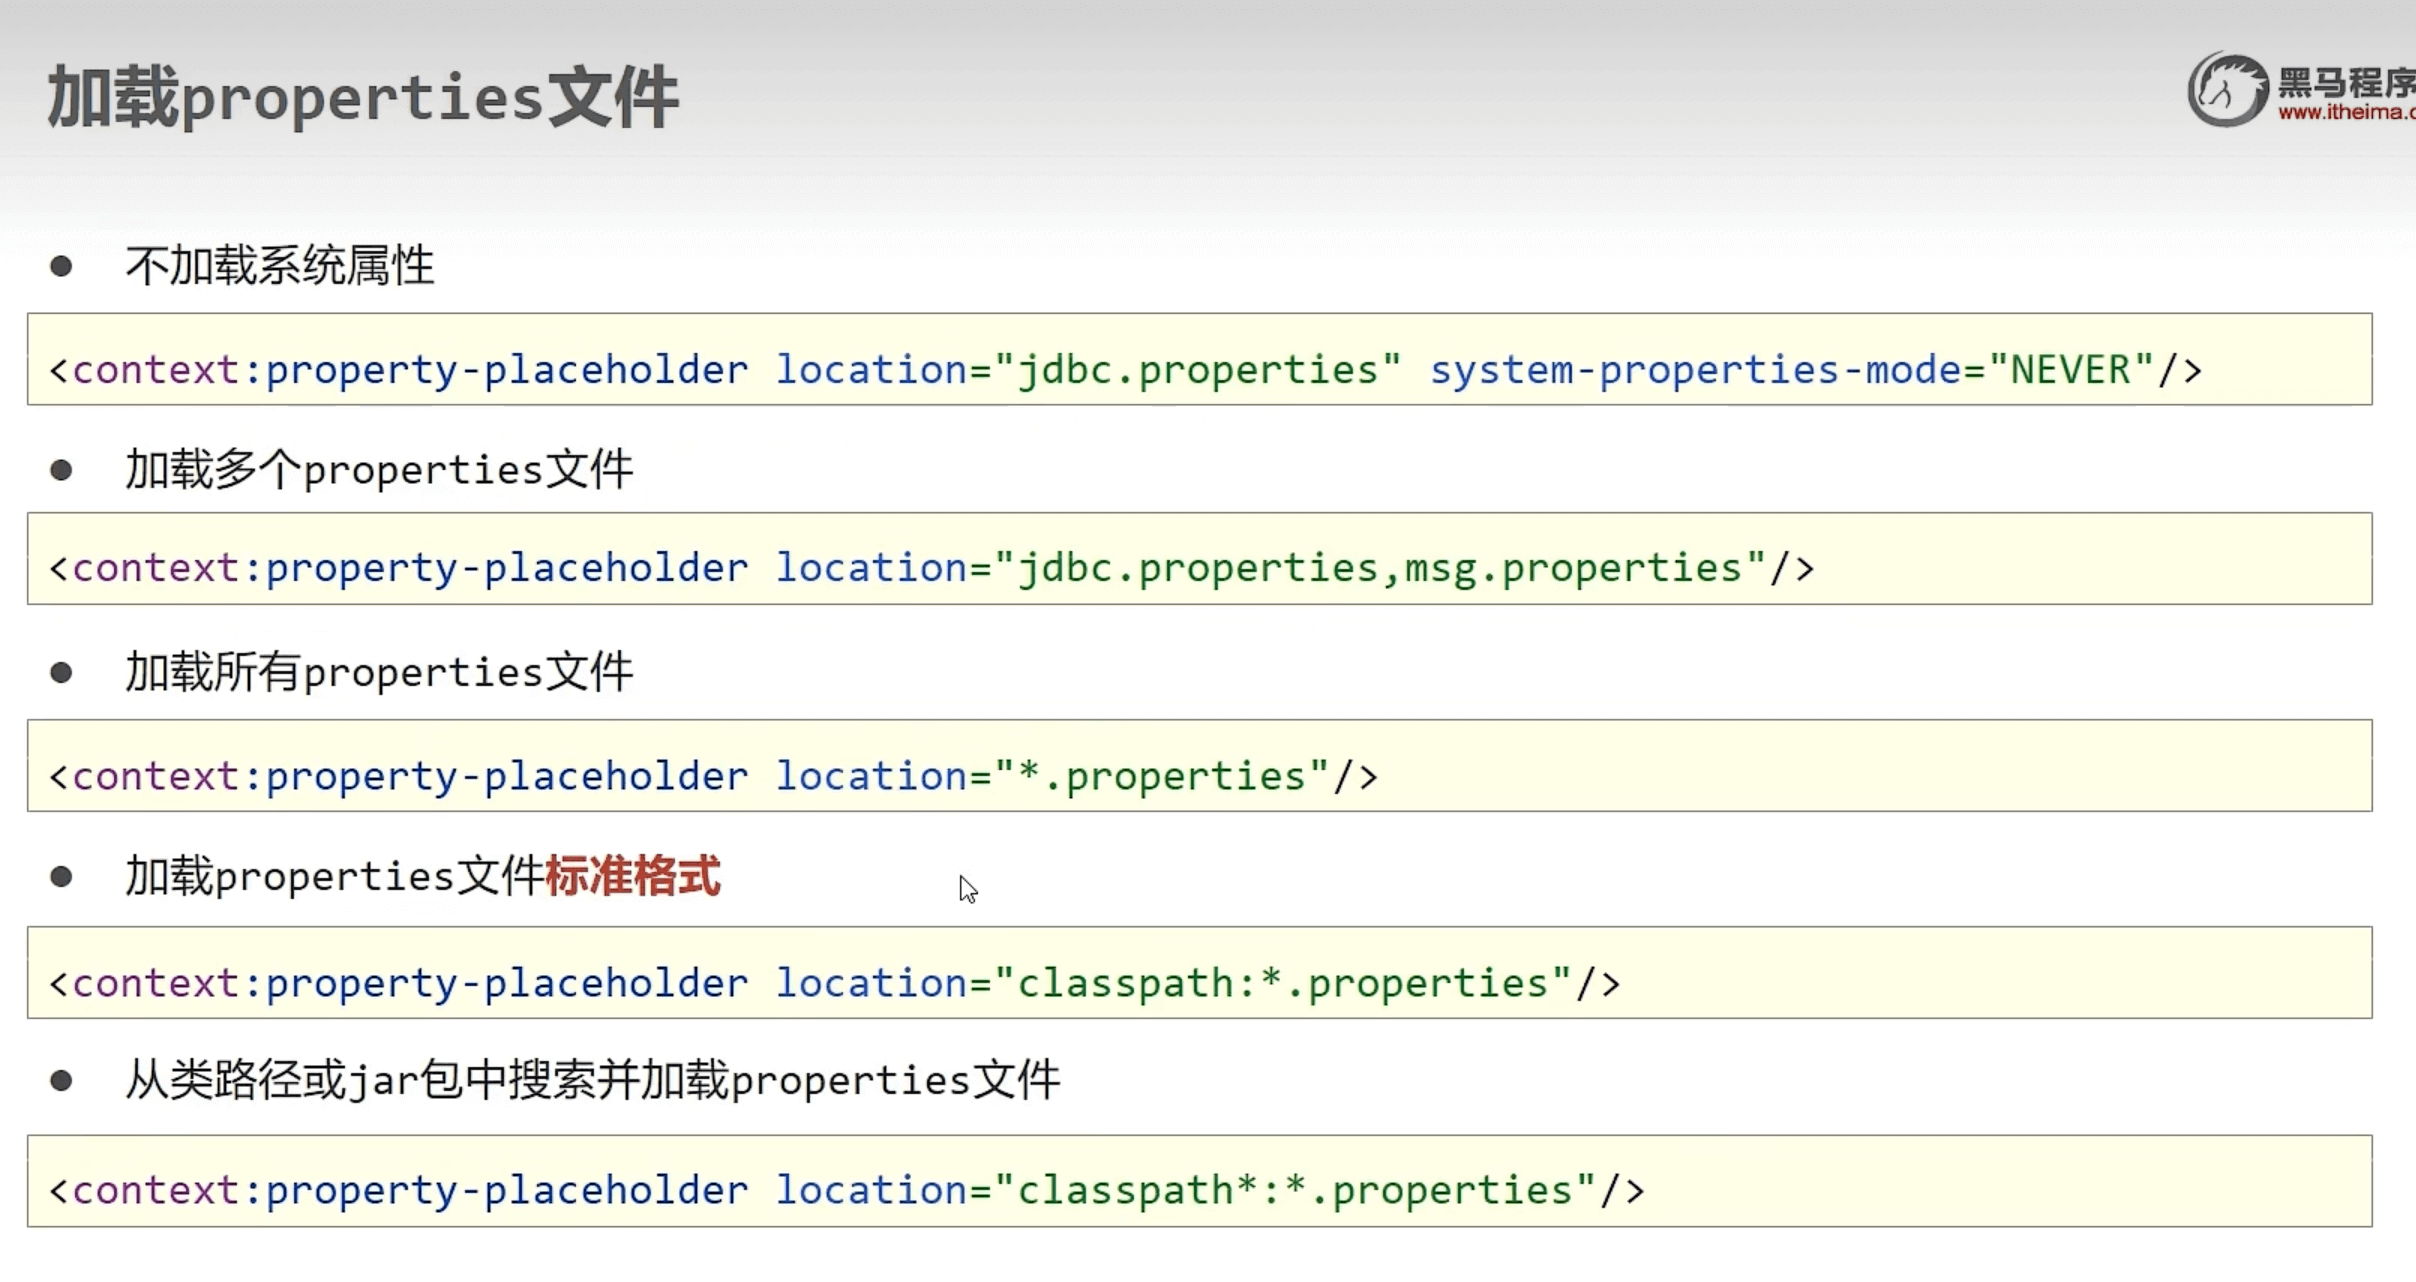 加载properties文件
黑马程序
www.itheima.c
● 不加载系统属性
<context:property-placeholder location="jdbc.properties" system-properties-mode="NEVER"/>
● 加载多个properties文件
<context:property-placeholder location="jdbc.properties,msg.properties"/>
● 加载所有properties文件
<context:property-placeholder location="*.properties"/>
● 加载properties文件标准格式
<context:property-placeholder location="classpath:*.properties"/>
● 从类路径或jar包中搜索并加载properties文件
<context:property-placeholder location="classpath*:*.properties"/>